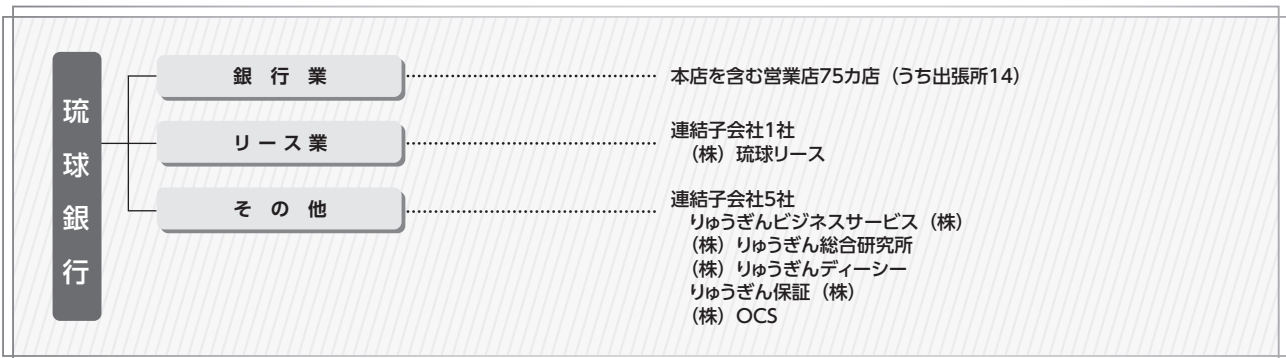 琉球銀行
銀行業
本店を含む営業店75カ店（うち出張所14）
リース業
連結子会社1社
（株）琉球リース
その他
連結子会社5社
りゅうぎんビジネスサービス（株）
（株）りゅうぎん総合研究所
（株）りゅうぎんディーシー
りゅうぎん保証（株）
（株）OCS